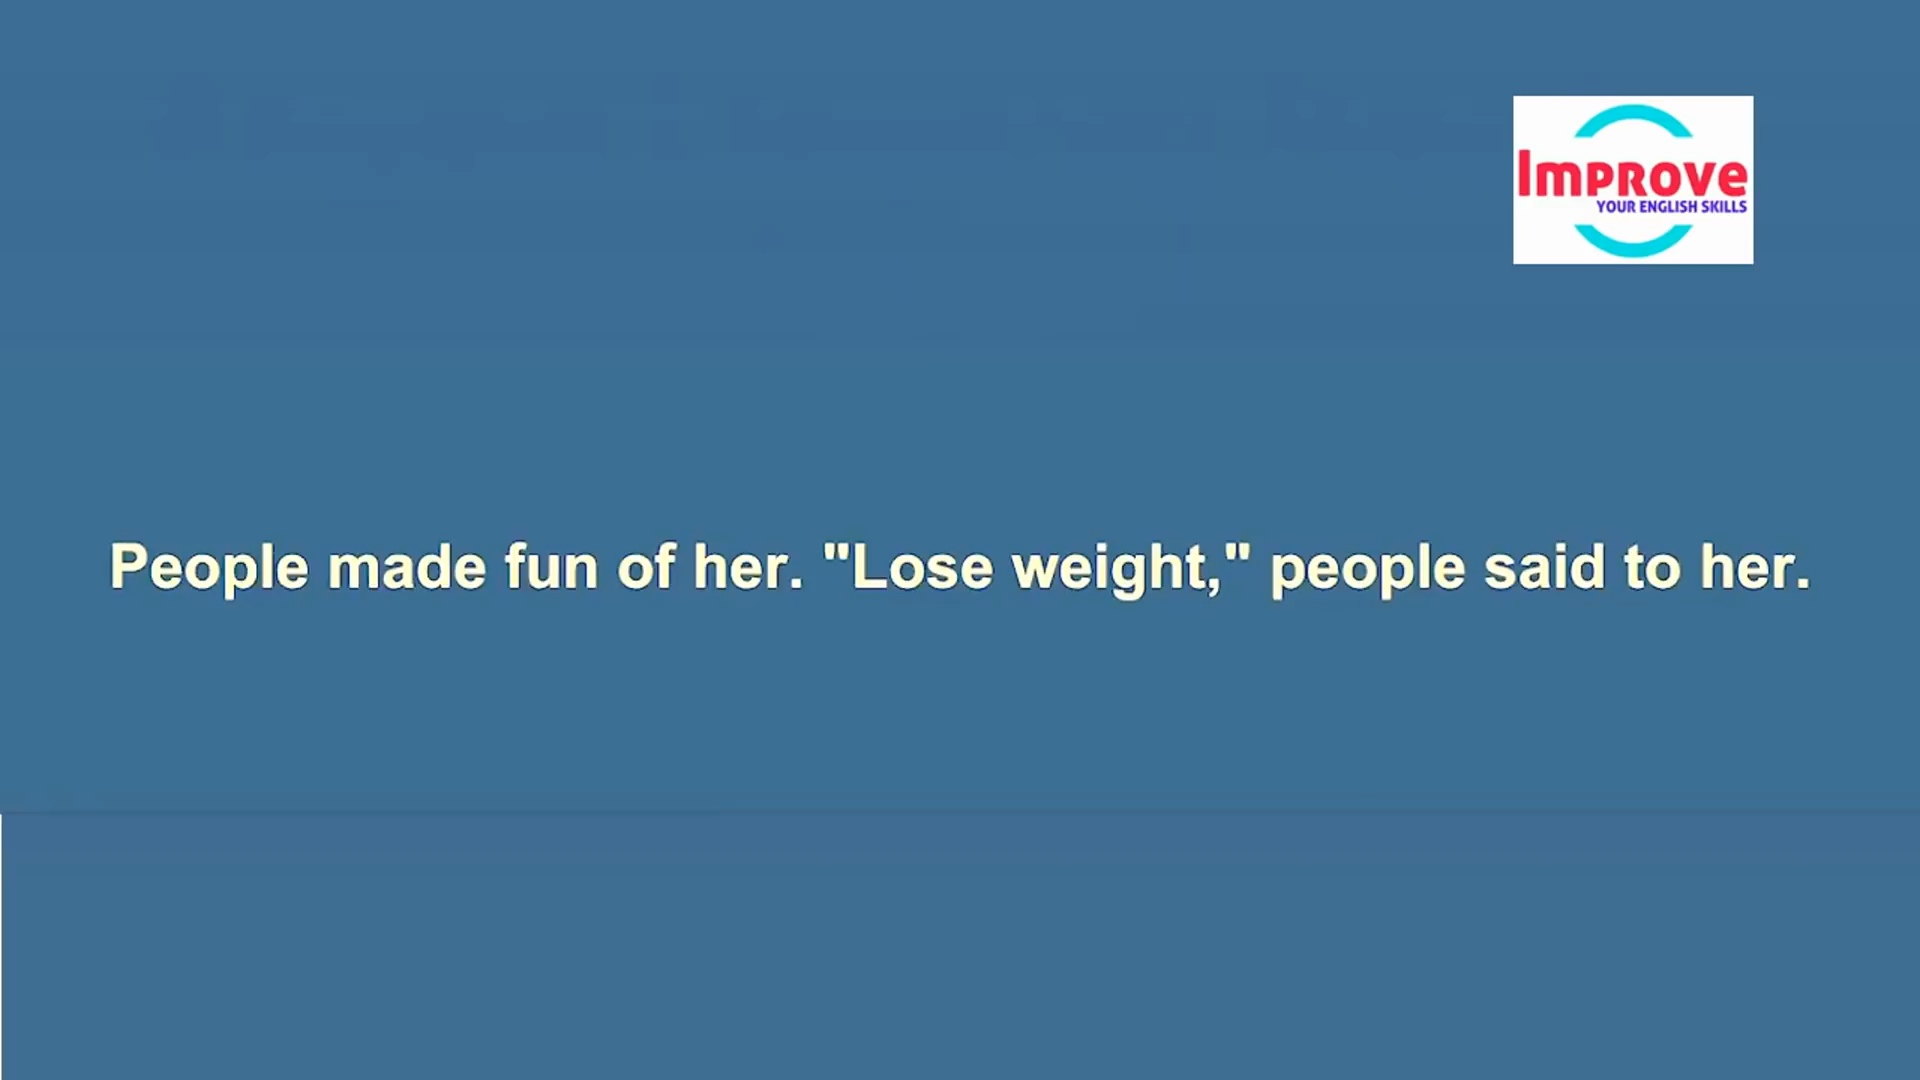 Improve
YOUR ENGLISH SKILLS
People made fun of her. "Lose weight," people said to her.